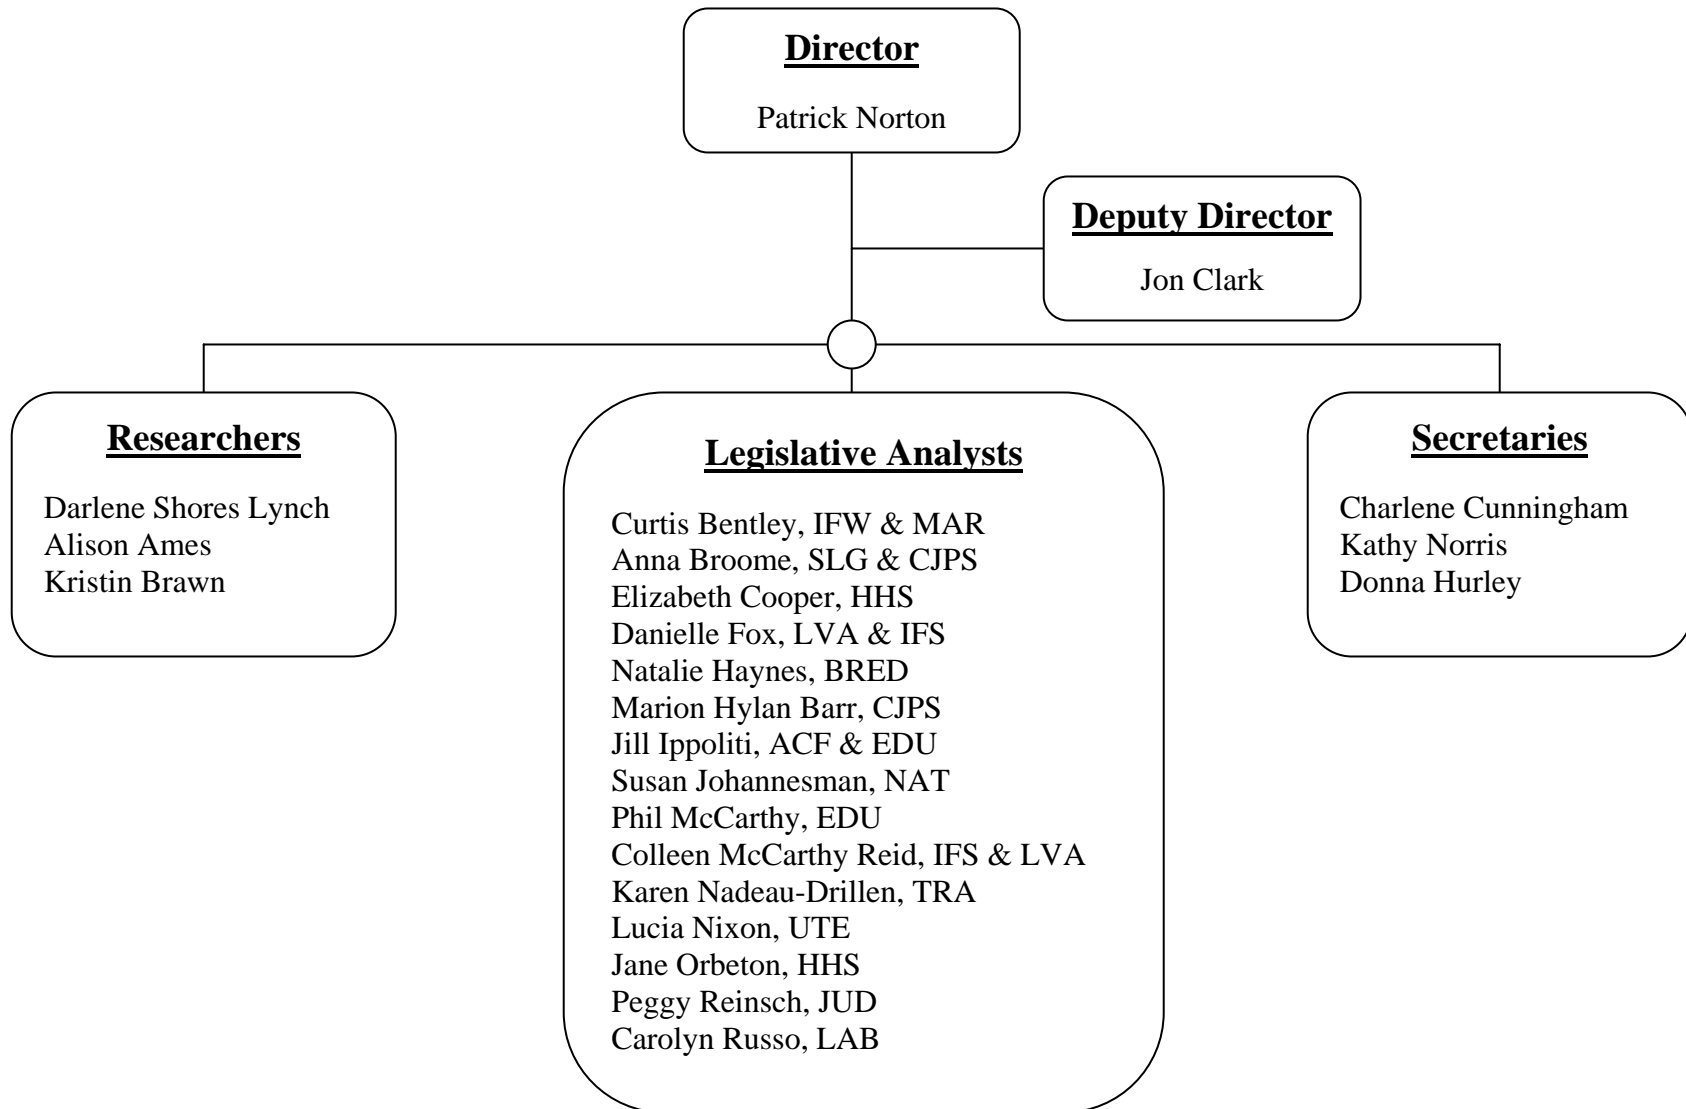 Director
Patrick Norton
Deputy Director
Jon Clark
Researchers
Darlene Shores Lynch
Alison Ames
Kristin Brawn
Legislative Analysts
Curtis Bentley, IFW & MAR
Anna Broome, SLG & CJPS
Elizabeth Cooper, HHS
Danielle Fox, LVA & IFS
Natalie Haynes, BRED
Marion Hylan Barr, CJPS
Jill Ippoliti, ACF & EDU
Susan Johannesman, NAT
Phil McCarthy, EDU
Colleen McCarthy Reid, IFS & LVA
Karen Nadeau-Drillen, TRA
Lucia Nixon, UTE
Jane Orbeton, HHS
Peggy Reinsch, JUD
Carolyn Russo, LAB
Secretaries
Charlene Cunningham
Kathy Norris
Donna Hurley